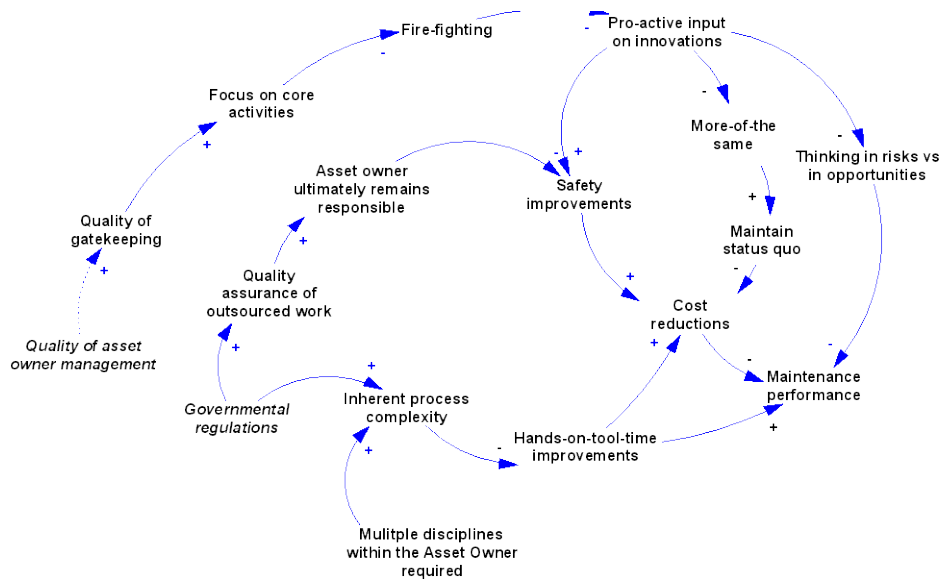 Fire-fighting
-
-
Pro-active input
on innovations
Focus on core
activities
+
-
-
More-of-the
same
Thinking in risks vs
in opportunities
Asset owner
ultimately remains
responsible
-
+
Safety
improvements
+
Quality of
gatekeeping
+
Maintain
status quo
+
Quality
assurance of
outsourced work
+
-
Cost
reductions
+
Quality of asset
owner management
+
+
-
-
Maintenance
performance
Governmental
regulations
Inherent process
complexity
+
-
Hands-on-tool-time
improvements
+
Mulitple disciplines
within the Asset Owner
required